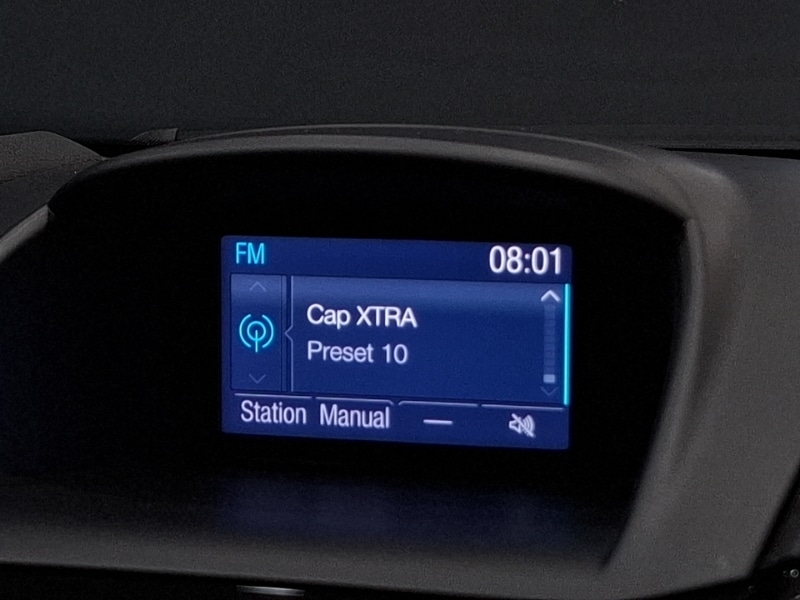 FM 08:01
Cap XTRA
Preset 10
Station Manual —